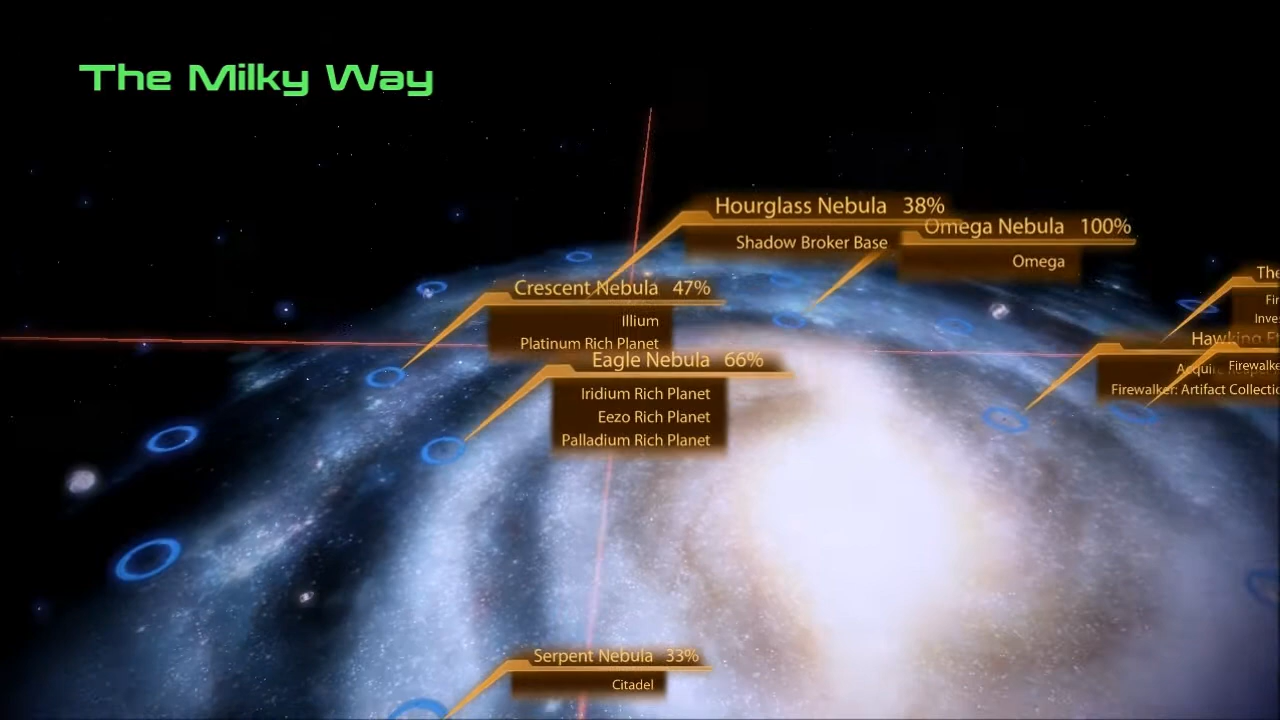 The Milky Way
Hourglass Nebula 38%
Shadow Broker Base
Omega Nebula 100%
Omega
Crescent Nebula 47%
Illium
Platinum Rich Planet
Eagle Nebula 66%
Iridium Rich Planet
Eezo Rich Planet
Palladium Rich Planet
The
Hawking
Firewalker: Artifact
Serpent Nebula 33%
Citadel